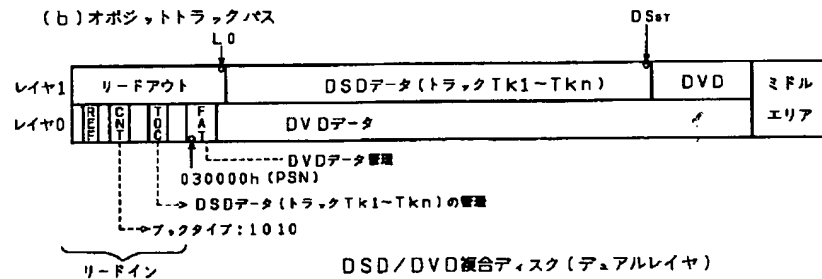 (b)オポジットトラックパス
LO
DSST
レイヤ1
リードアウト
DSDデータ(トラックTk1~Tkn)
DVD
ミドル
エリア
レイヤ0
REF
CNT
TOC
FAT
DVDデータ
DVDデータ管理
030000h(PSN)
DSDデータ(トラックTk1~Tkn)の管理
ブックタイプ:1010
リードイン
DSD/DVD複合ディスク(デュアルレイヤ)